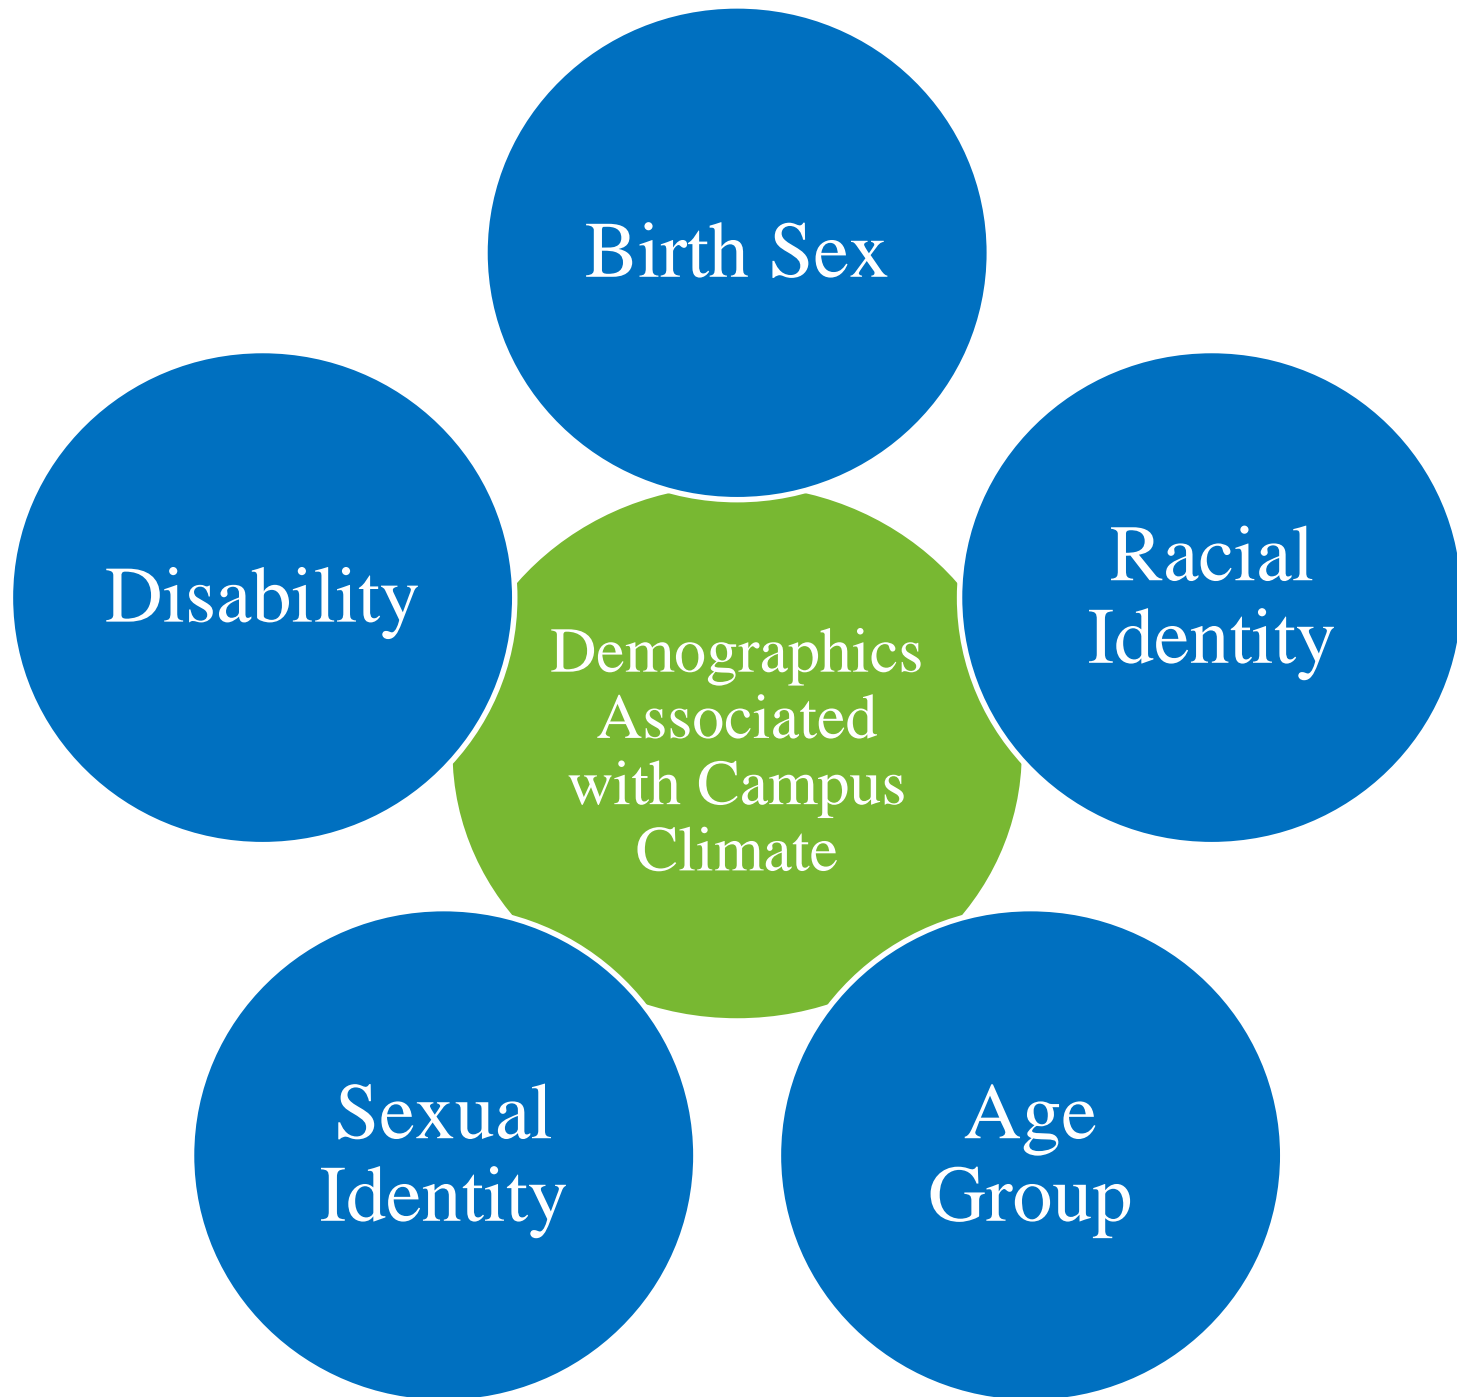 Birth Sex
Racial
Identity
Age
Group
Sexual
Identity
Disability
Demographics
Associated
with Campus
Climate